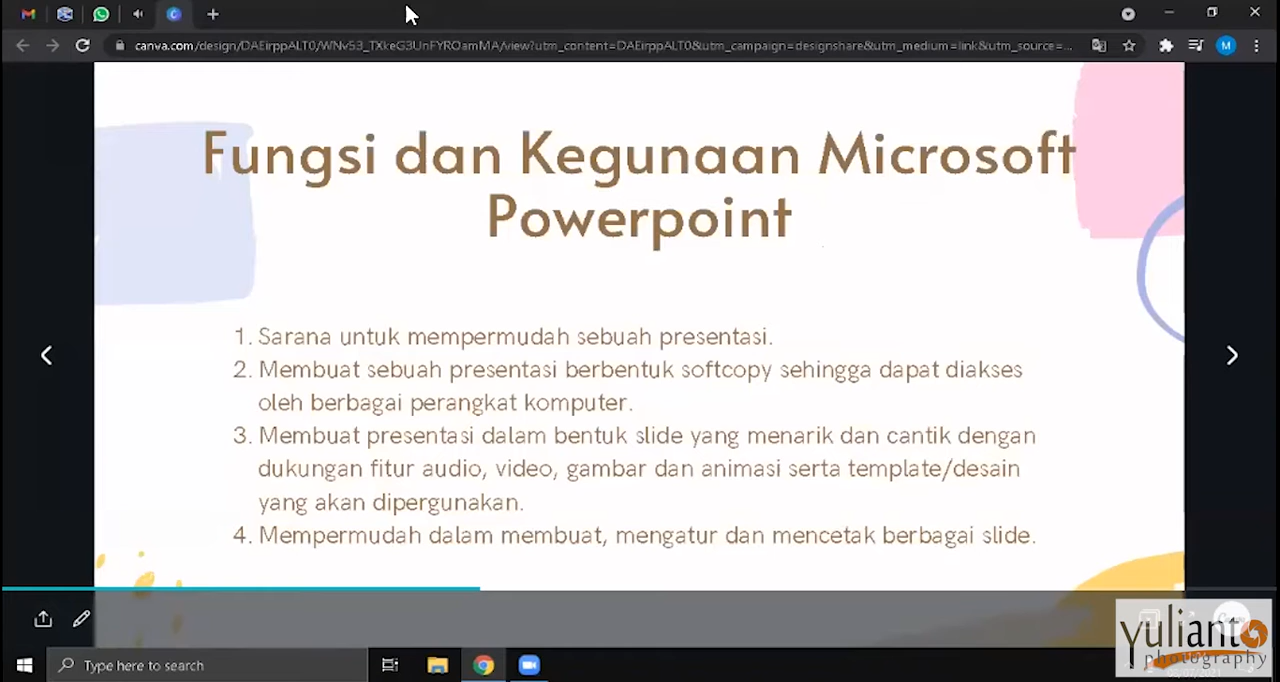 canva.com/design/DAEirppALT0/WNv53_TXkeG3UnFYROamMA/view?utm_content=DAEirppALT0&utm_campaign=designshare&utm_medium=link&utm_source=...
M
Fungsi dan Kegunaan Microsoft
Powerpoint
1. Sarana untuk mempermudah sebuah presentasi.
2. Membuat sebuah presentasi berbentuk softcopy sehingga dapat diakses
oleh berbagai perangkat komputer.
3. Membuat presentasi dalam bentuk slide yang menarik dan cantik dengan
dukungan fitur audio, video, gambar dan animasi serta template/desain
yang akan dipergunakan.
4. Mempermudah dalam membuat, mengatur dan mencetak berbagai slide.
Type here to search
yulianto
photography